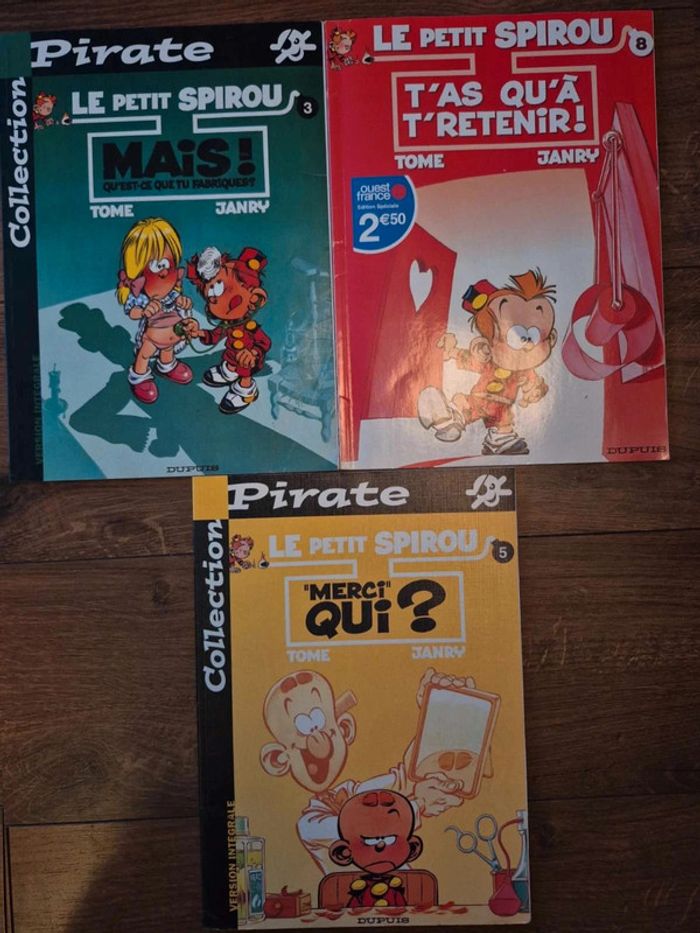 Collection
Pirate
LE PETIT SPIROU
3
MAiS!
QU'EST-CE QUE TU FABRIQUES?
TOME
JANRY
VERSION INTÉGRALE
DUPUIS
LE PETIT SPIROU
8
T'AS QU'À
T'RETENIR!
TOME
JANRY
ouest
france
Edition Spéciale
2€50
DUPUIS
Collection
Pirate
LE PETIT SPIROU
5
"MERCi"
QUi?
TOME
JANRY
VERSION INTÉGRALE
DUPUIS